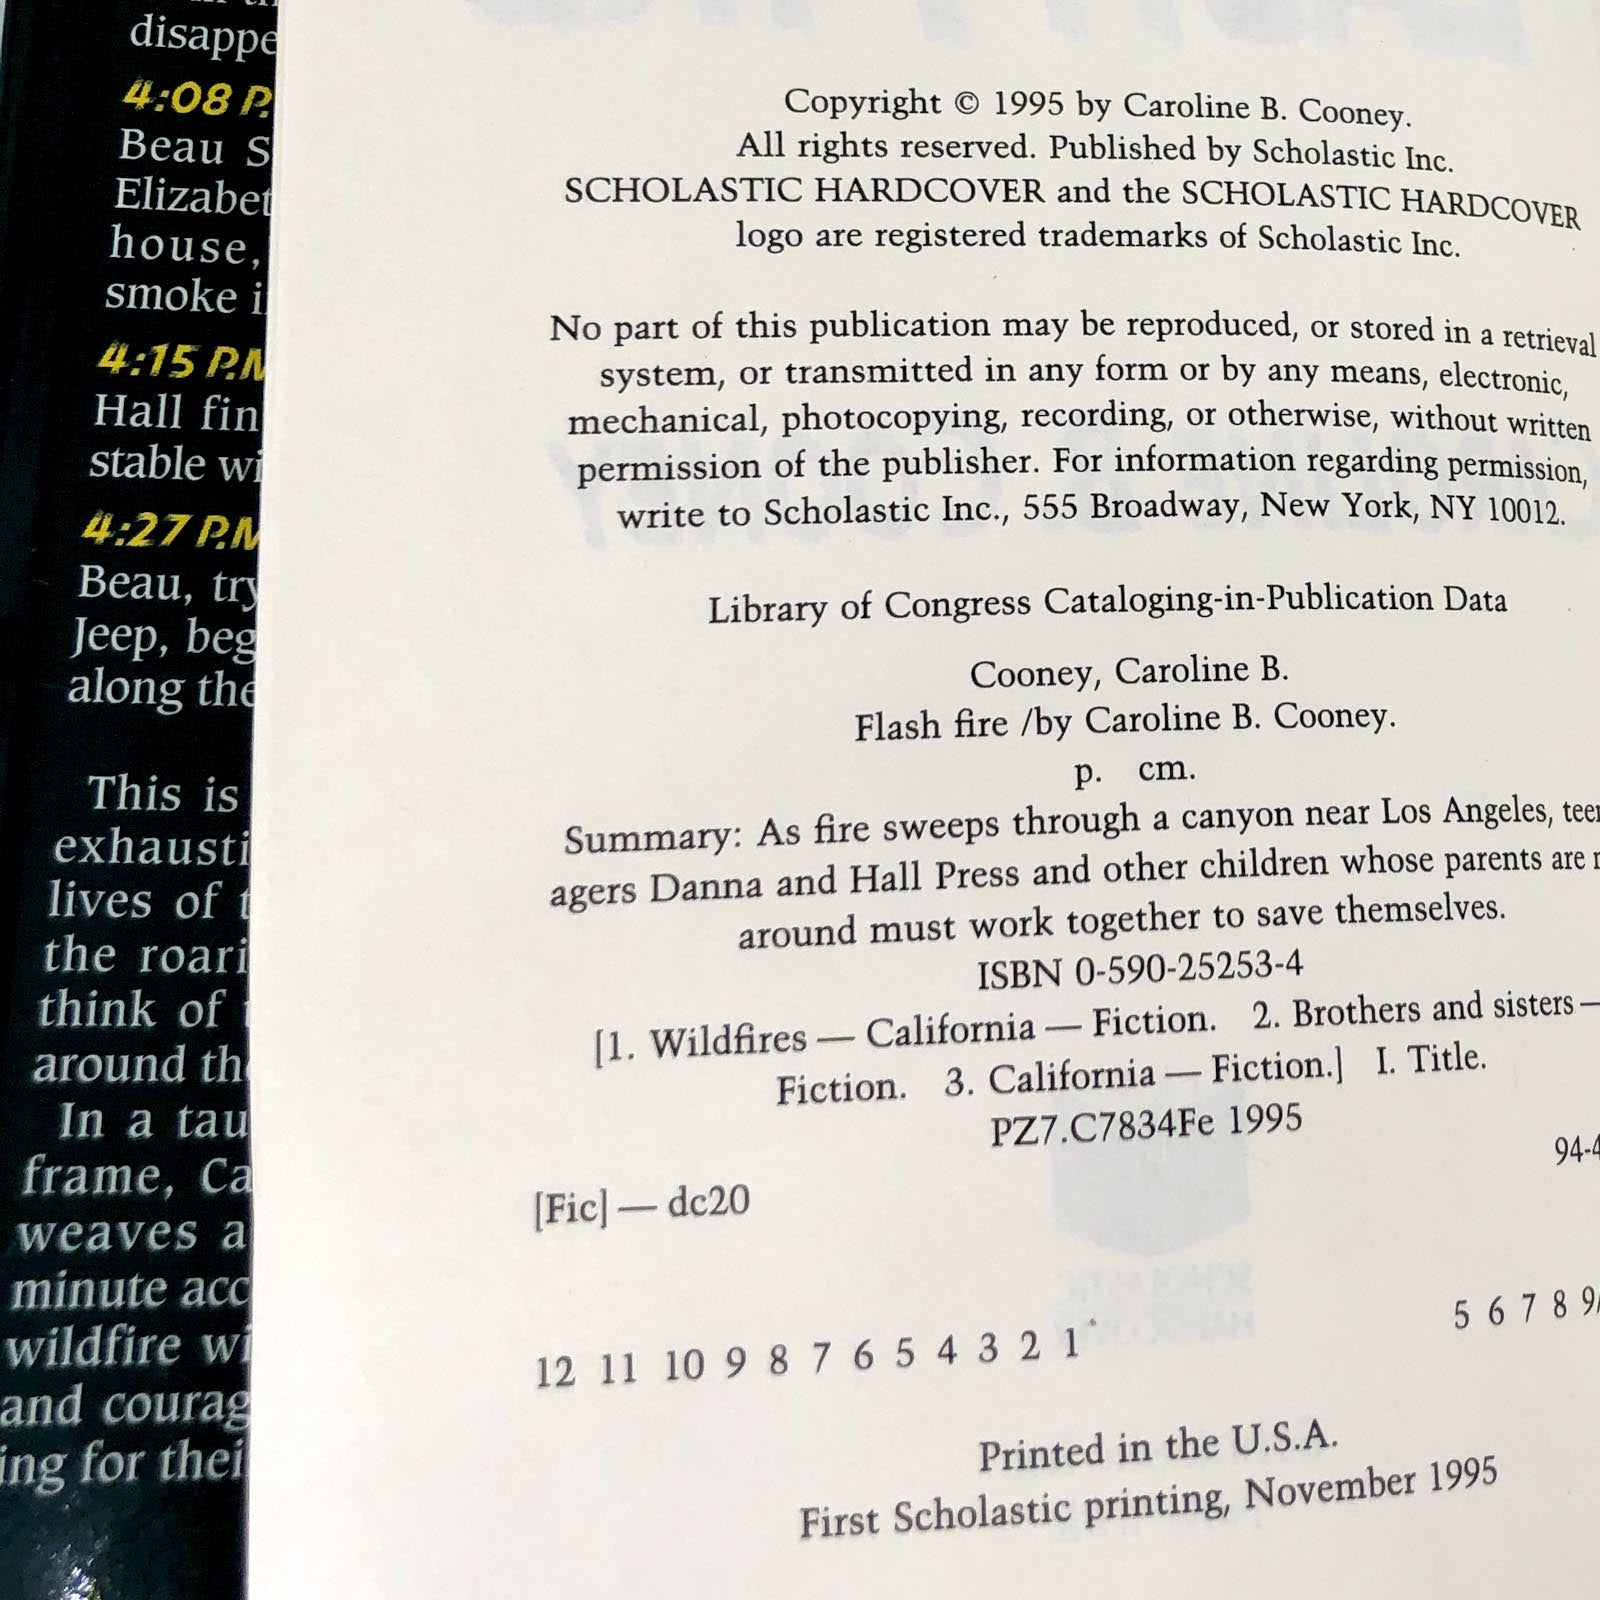 disappe
4:08 P.
Beau S
Elizabet
house,
smoke i
4:15 P.M
Hall fin
stable wi
4:27 P.M
Beau, try
Jeep, beg
along the
This is
exhausti
lives of t
the roari
think of
around the
In a tau
frame, Ca
weaves a
minute acc
wildfire wi
and courag
ing for thei
Copyright © 1995 by Caroline B. Cooney.
All rights reserved. Published by Scholastic Inc.
SCHOLASTIC HARDCOVER and the SCHOLASTIC HARDCOVER
logo are registered trademarks of Scholastic Inc.
No part of this publication may be reproduced, or stored in a retrieval
system, or transmitted in any form or by any means, electronic,
mechanical, photocopying, recording, or otherwise, without written
permission of the publisher. For information regarding permission,
write to Scholastic Inc., 555 Broadway, New York, NY 10012.
Library of Congress Cataloging-in-Publication Data
Cooney, Caroline B.
Flash fire /by Caroline B. Cooney.
p. cm.
Summary: As fire sweeps through a canyon near Los Angeles, teen
agers Danna and Hall Press and other children whose parents are n
around must work together to save themselves.
ISBN 0-590-25253-4
[1. Wildfires — California — Fiction. 2. Brothers and sisters —
Fiction. 3. California — Fiction.] I. Title.
PZ7.C7834Fe 1995
[Fic] — dc20
94-4
12 11 10 9 8 7 6 5 4 3 2 1
5 6 7 8 9/
Printed in the U.S.A.
First Scholastic printing, November 1995